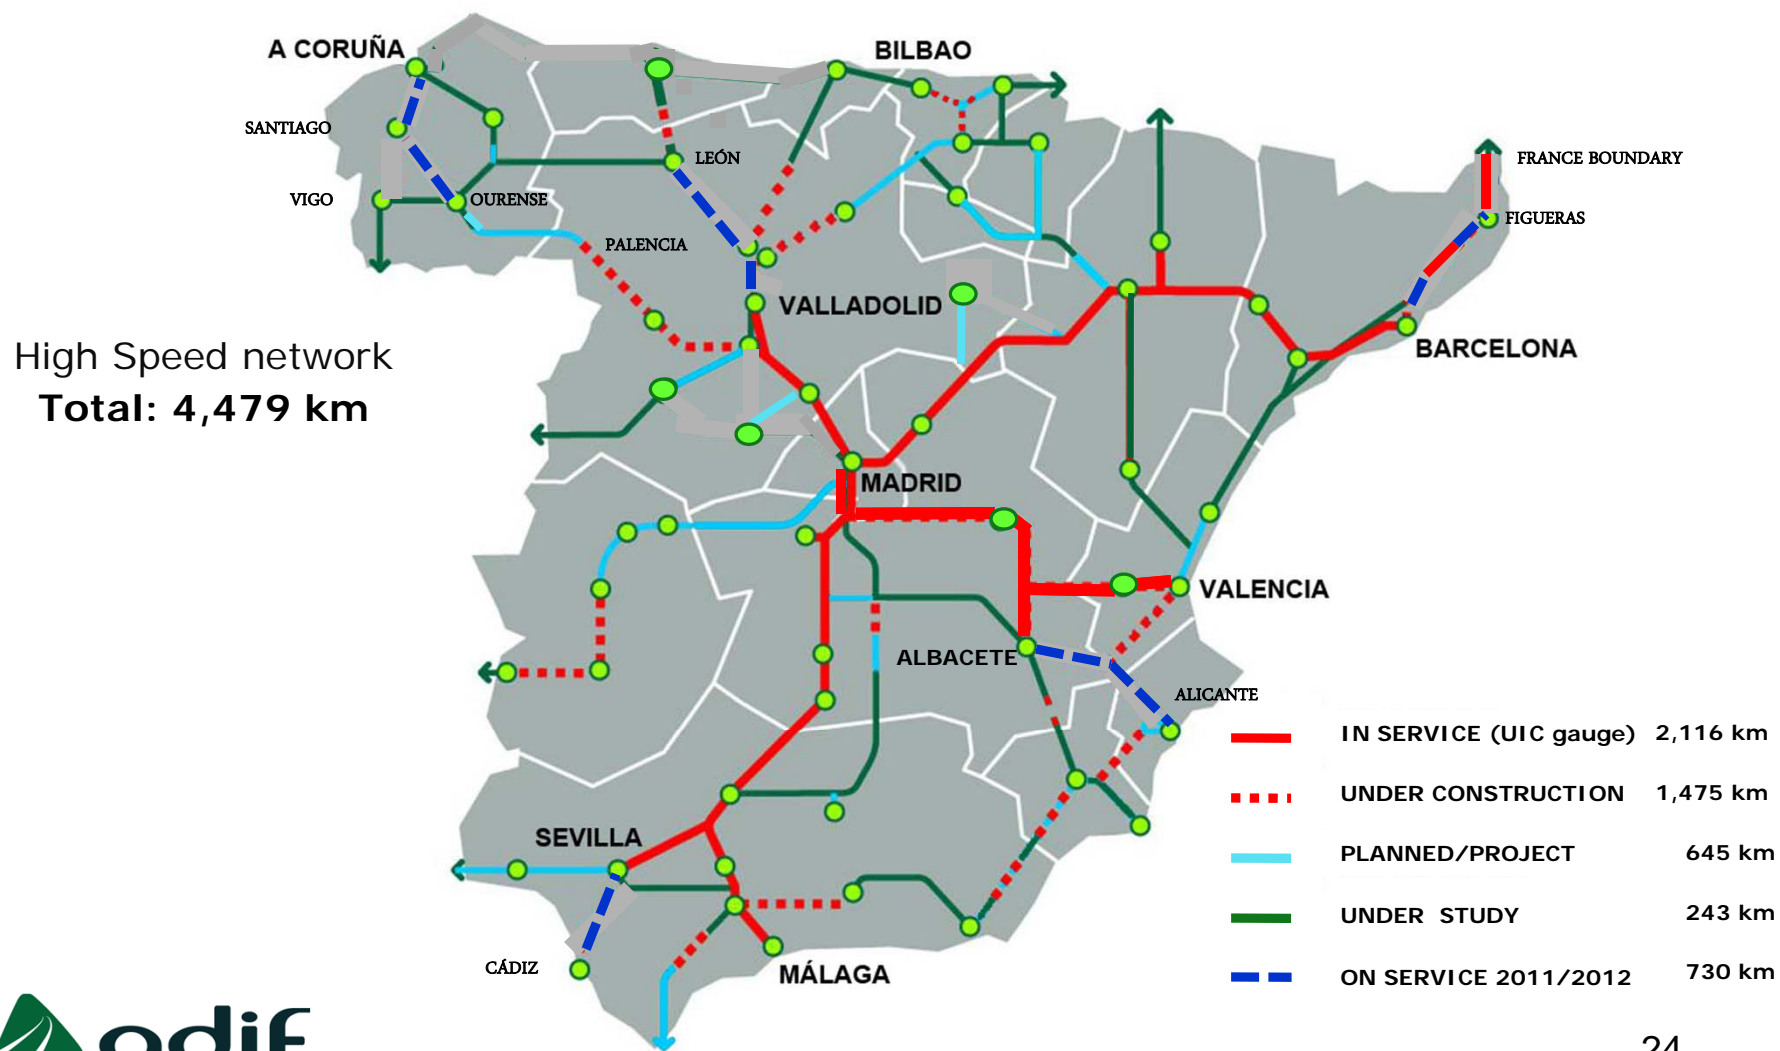 A CORUÑA
BILBAO
SANTIAGO
LEÓN
FRANCE BOUNDARY
VIGO
OURENSE
FIGUERAS
PALENCIA
VALLADOLID
BARCELONA
High Speed network
Total: 4,479 km
MADRID
VALENCIA
ALBACETE
ALICANTE
IN SERVICE (UIC gauge) 2,116 km
UNDER CONSTRUCTION 1,475 km
SEVILLA
PLANNED/PROJECT 645 km
UNDER STUDY 243 km
CÁDIZ
MÁLAGA
ON SERVICE 2011/2012 730 km
adif
24